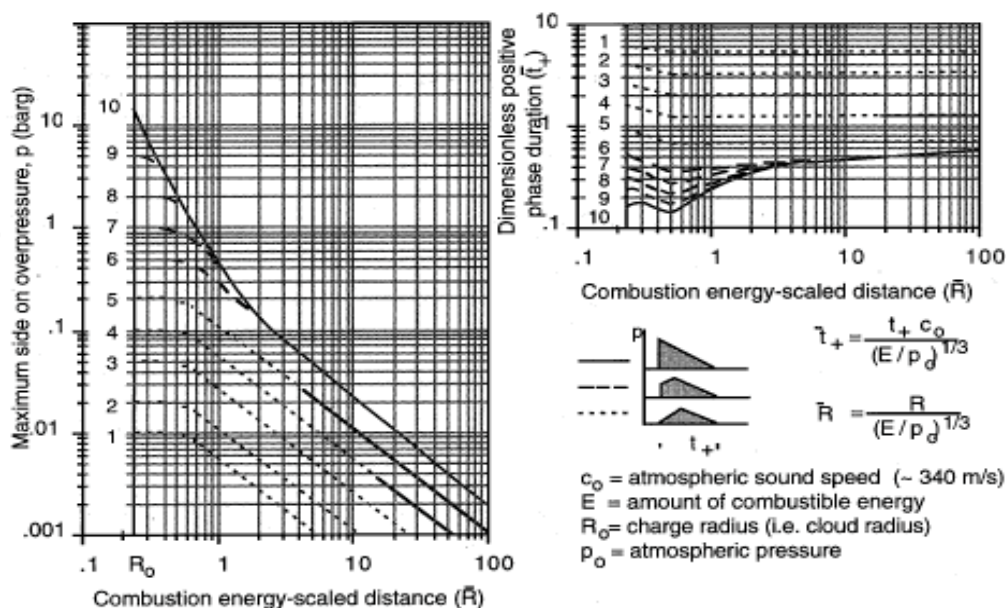 Maximum side on overpressure, p (barg)
10
1
.1
.01
.001
10
9
8
7
6
5
4
3
2
1
.1
R₀
1
10
100
Combustion energy-scaled distance (R̄)
Dimensionless positive
phase duration (t̄₊)
10
1
.1
1
2
3
4
5
6
7
8
9
10
.1
1
10
100
Combustion energy-scaled distance (R̄)
p
t₊
t̄₊ = t₊ c₀ / (E / p₀)^1/3
R̄ = R / (E / p₀)^1/3
c₀ = atmospheric sound speed (~ 340 m/s)
E = amount of combustible energy
R₀= charge radius (i.e. cloud radius)
p₀ = atmospheric pressure